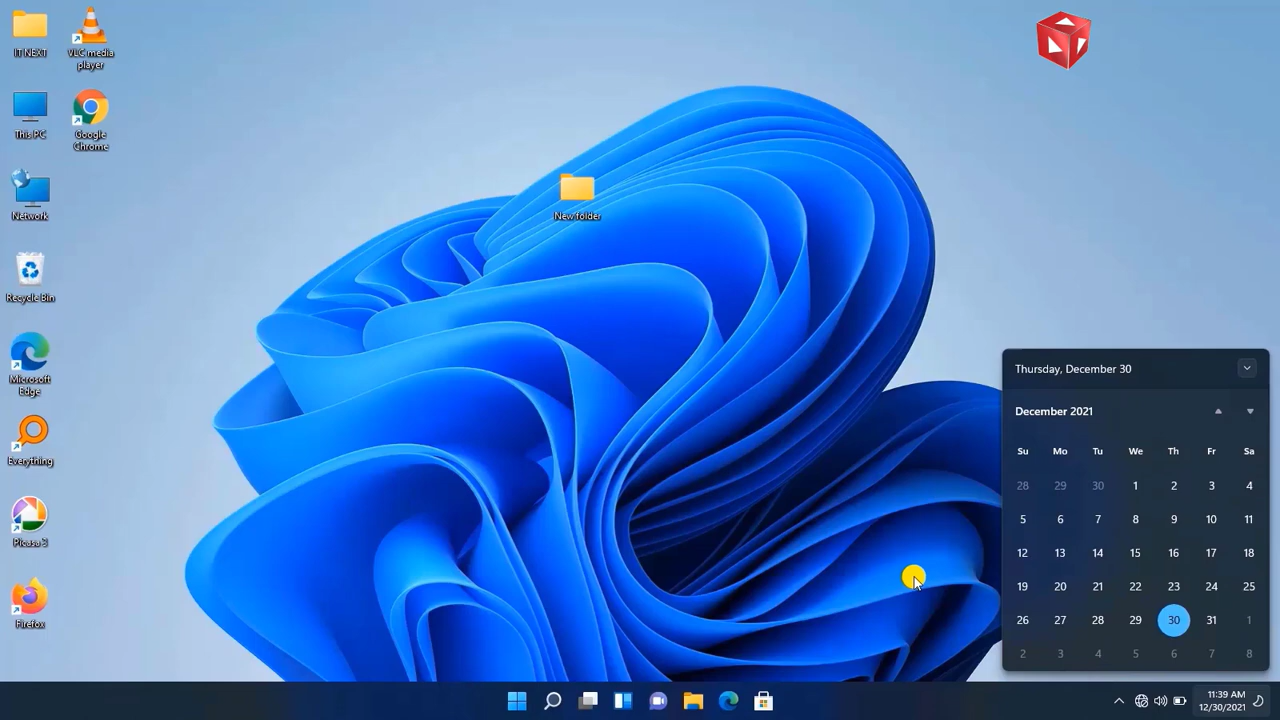 IT NEXT
VLC media
player
This PC
Google
Chrome
Network
New folder
Recycle Bin
Microsoft
Edge
Everything
Picasa 3
Firefox
Thursday, December 30
December 2021
Su Mo Tu We Th Fr Sa
28 29 30 1 2 3 4
5 6 7 8 9 10 11
12 13 14 15 16 17 18
19 20 21 22 23 24 25
26 27 28 29 30 31 1
2 3 4 5 6 7 8
11:39 AM
12/30/2021